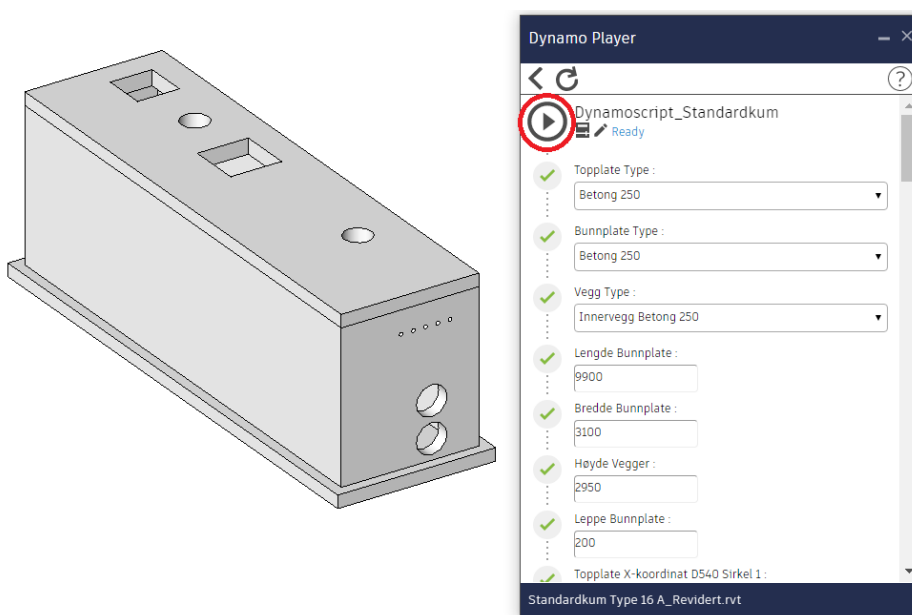 Dynamo Player
Dynamoscript_Standardkum
Ready
Topplate Type :
Betong 250
Bunnplate Type :
Betong 250
Vegg Type :
Innervegg Betong 250
Lengde Bunnplate :
9900
Bredde Bunnplate :
3100
Høyde Vegger :
2950
Leppe Bunnplate :
200
Topplate X-koordinat D540 Sirkel 1 :
Standardkum Type 16 A_Revidert.rvt